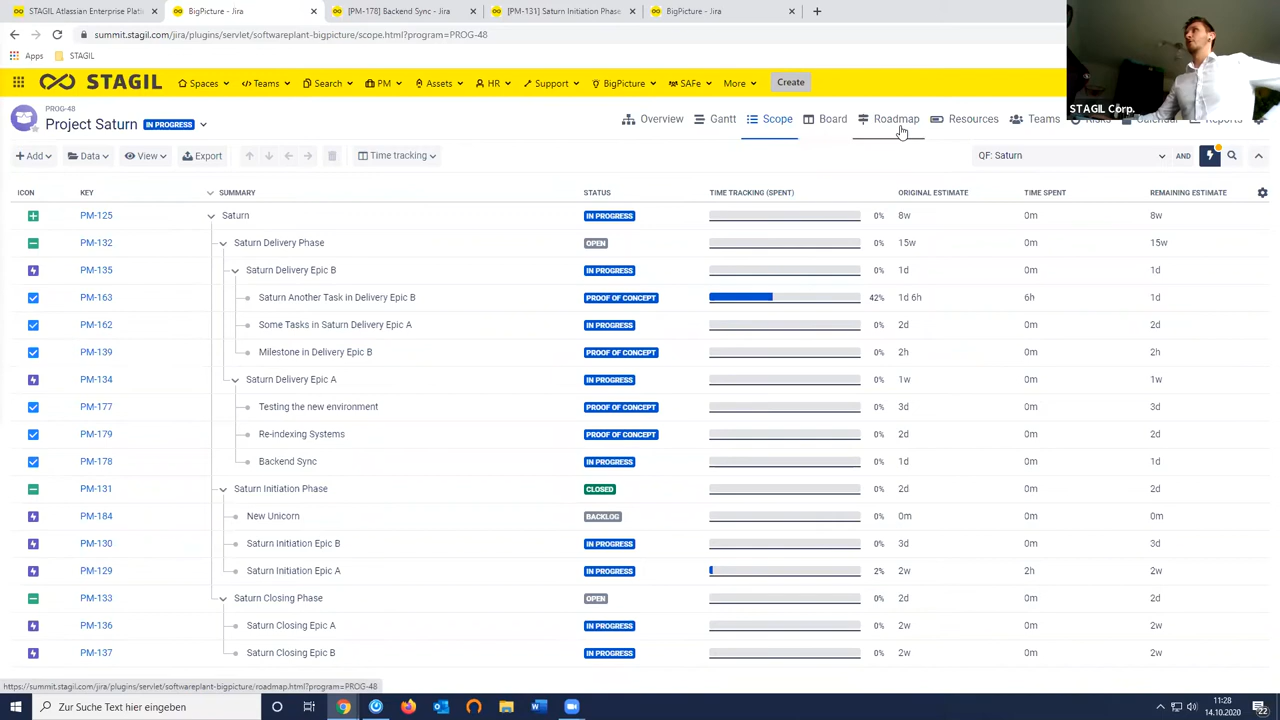 STAGIL Atlassian Enterprise Plat
BigPicture - Jira
[PM-178] Backend Sync - Jira
[PM-131] Saturn Initiation Phase
BigPicture - Jira
summit.stagil.com/jira/plugins/servlet/softwareplant-bigpicture/scope.html?program=PROG-48
Apps STAGIL
STAGIL Spaces Teems Search PM Assets HR Support BigPicture SAFe More Create
STAGIL Corp.
PROG-48
Project Saturn IN PROGRESS
Overview Gantt Scope Board Roadmap Resources Teams Risks Calendar Reports
Add Data View Export Time tracking QF: Saturn AND
ICON KEY SUMMARY STATUS TIME TRACKING (SPENT) ORIGINAL ESTIMATE TIME SPENT REMAINING ESTIMATE
PM-125 Saturn IN PROGRESS 0% 8w 0m 8w
PM-132 Saturn Delivery Phase OPEN 0% 15w 0m 15w
PM-135 Saturn Delivery Epic B IN PROGRESS 0% 1d 0m 1d
PM-163 Saturn Another Task in Delivery Epic B PROOF OF CONCEPT 42% 1d 6h 6h 1d
PM-162 Some Tasks in Saturn Delivery Epic A IN PROGRESS 0% 2d 0m 2d
PM-139 Milestone in Delivery Epic B PROOF OF CONCEPT 0% 2h 0m 2h
PM-134 Saturn Delivery Epic A IN PROGRESS 0% 1w 0m 1w
PM-177 Testing the new environment PROOF OF CONCEPT 0% 3d 0m 3d
PM-179 Re-indexing Systems PROOF OF CONCEPT 0% 2d 0m 2d
PM-178 Backend Sync IN PROGRESS 0% 1d 0m 1d
PM-131 Saturn Initiation Phase CLOSED 0% 2d 0m 2d
PM-184 New Unicorn BACKLOG 0% 0m 0m 0m
PM-130 Saturn Initiation Epic B IN PROGRESS 0% 3d 0m 3d
PM-129 Saturn Initiation Epic A IN PROGRESS 2% 2w 2h 2w
PM-133 Saturn Closing Phase OPEN 0% 2d 0m 2d
PM-136 Saturn Closing Epic A IN PROGRESS 0% 2w 0m 2w
PM-137 Saturn Closing Epic B IN PROGRESS 0% 2w 0m 2w
https://summit.stagil.com/jira/plugins/servlet/softwareplant-bigpicture/roadmap.html?program=PROG-48
Zur Suche Text hier eingeben
11:28
14.10.2020
22